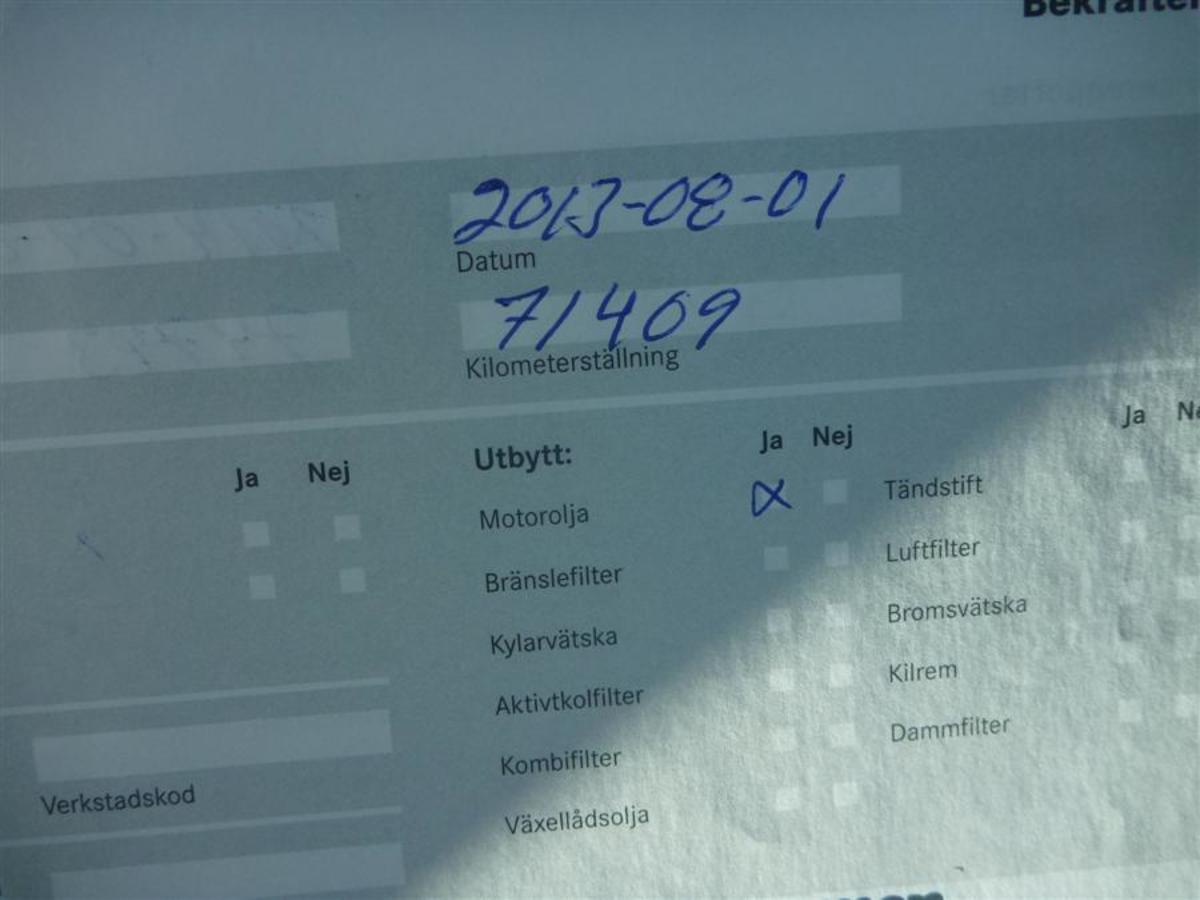 2013-08-01
Datum
71409
Kilometerställning
Ja Nej
Utbytt: Ja Nej
Ja
Motorolja
Tändstift
Bränslefilter
Luftfilter
Kylarvätska
Bromsvätska
Aktivtkolfilter
Kilrem
Kombifilter
Dammfilter
Växellådsolja
Verkstadskod